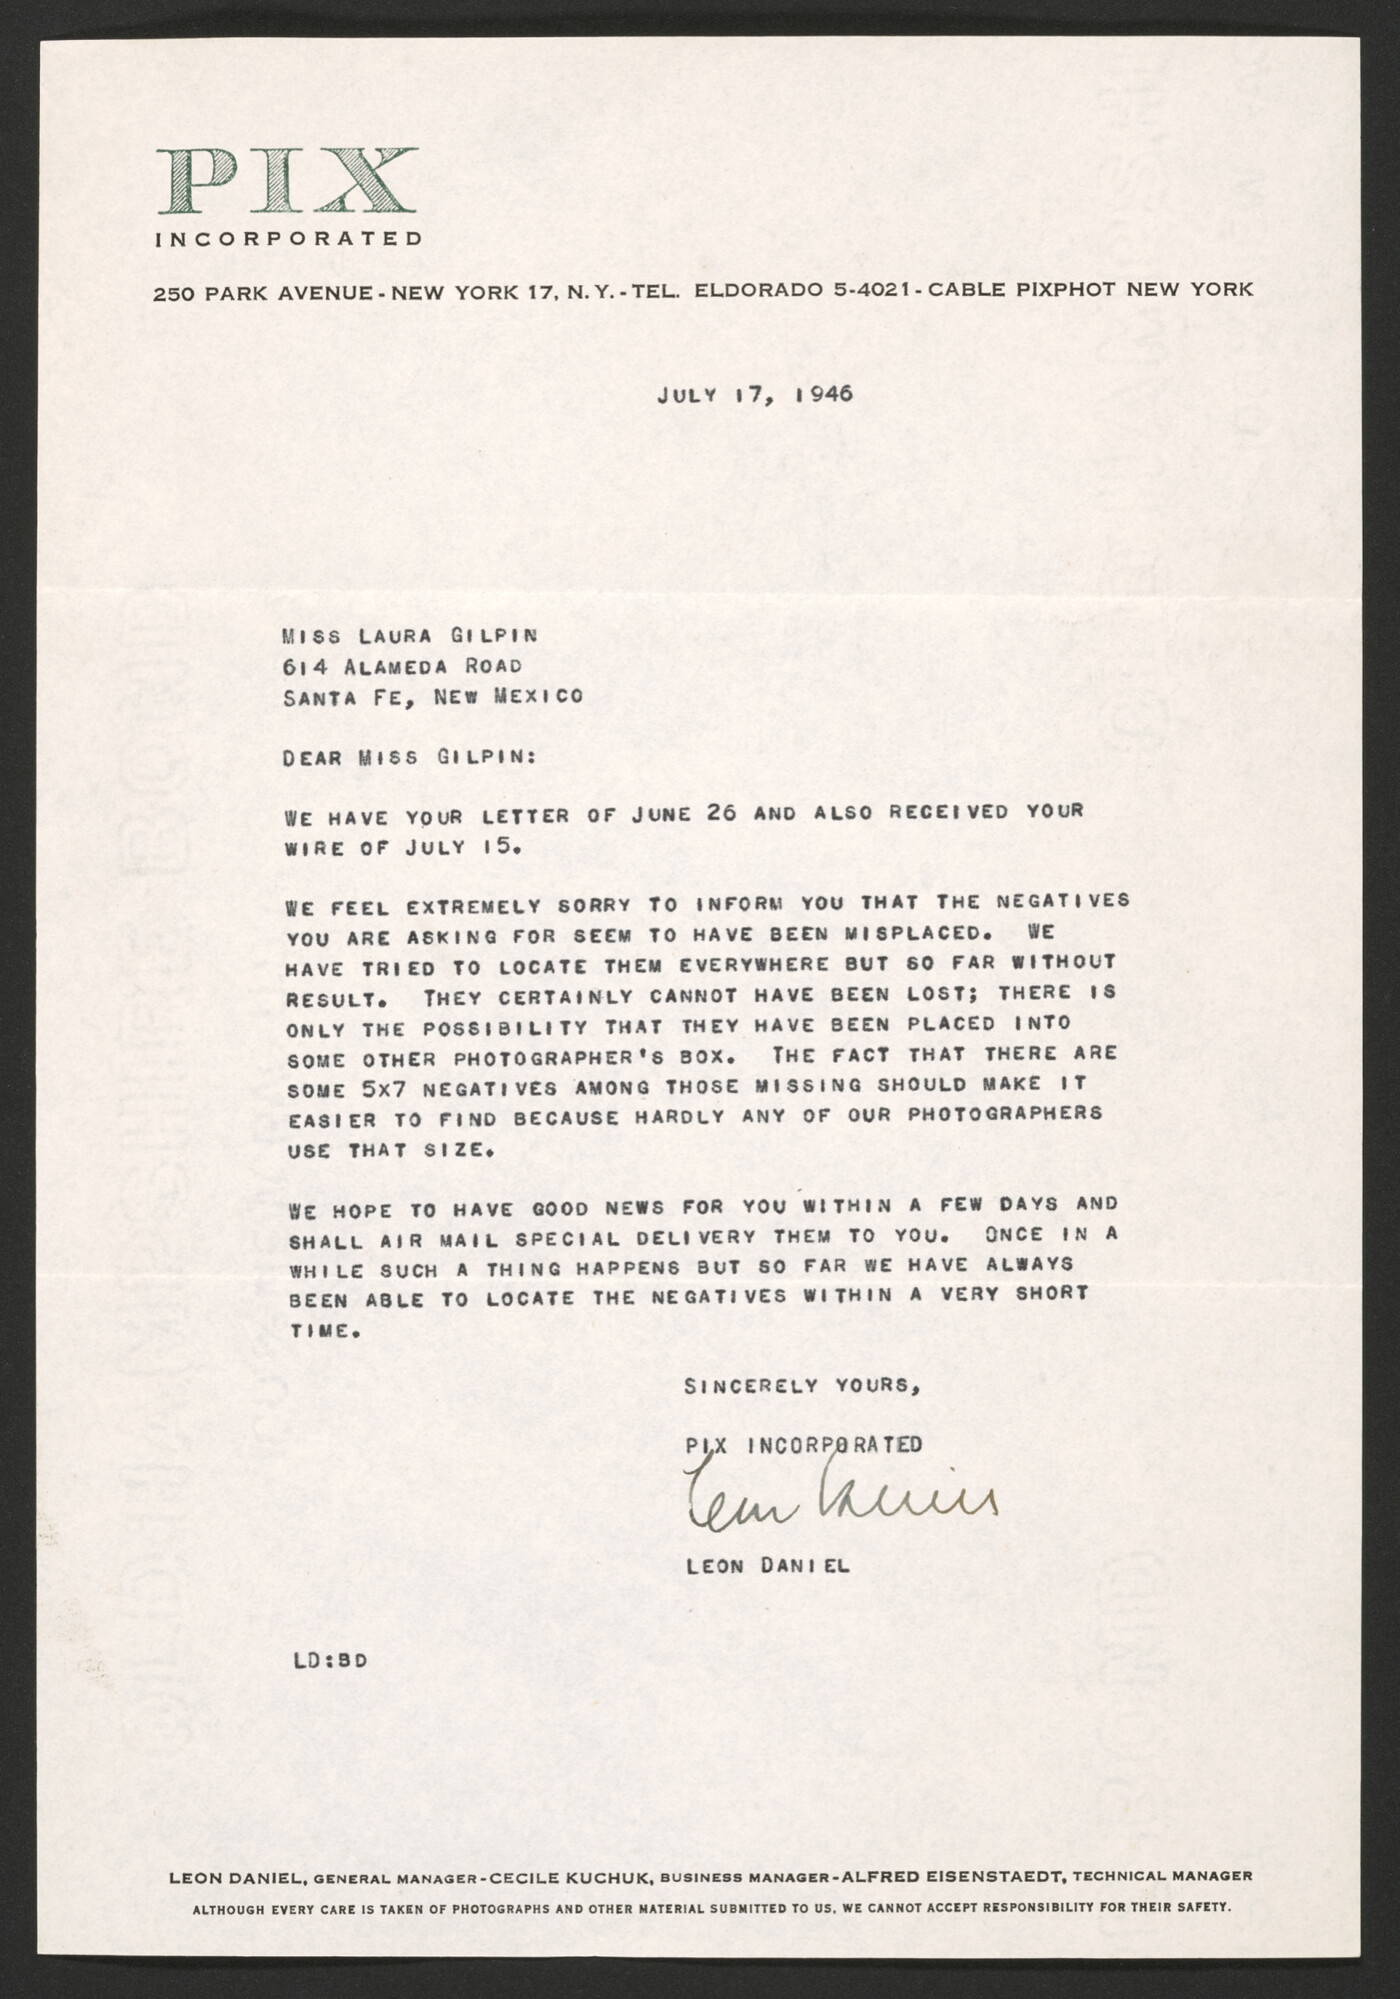 PIX
INCORPORATED
250 PARK AVENUE - NEW YORK 17, N. Y. - TEL. ELDORADO 5-4021 - CABLE PIXPHOT NEW YORK
JULY 17, 1946
MISS LAURA GILPIN
614 ALAMEDA ROAD
SANTA FE, NEW MEXICO
DEAR MISS GILPIN:
WE HAVE YOUR LETTER OF JUNE 26 AND ALSO RECEIVED YOUR
WIRE OF JULY 15.
WE FEEL EXTREMELY SORRY TO INFORM YOU THAT THE NEGATIVES
YOU ARE ASKING FOR SEEM TO HAVE BEEN MISPLACED. WE
HAVE TRIED TO LOCATE THEM EVERYWHERE BUT SO FAR WITHOUT
RESULT. THEY CERTAINLY CANNOT HAVE BEEN LOST; THERE IS
ONLY THE POSSIBILITY THAT THEY HAVE BEEN PLACED INTO
SOME OTHER PHOTOGRAPHER'S BOX. THE FACT THAT THERE ARE
SOME 5X7 NEGATIVES AMONG THOSE MISSING SHOULD MAKE IT
EASIER TO FIND BECAUSE HARDLY ANY OF OUR PHOTOGRAPHERS
USE THAT SIZE.
WE HOPE TO HAVE GOOD NEWS FOR YOU WITHIN A FEW DAYS AND
SHALL AIR MAIL SPECIAL DELIVERY THEM TO YOU. ONCE IN A
WHILE SUCH A THING HAPPENS BUT SO FAR WE HAVE ALWAYS
BEEN ABLE TO LOCATE THE NEGATIVES WITHIN A VERY SHORT
TIME.
SINCERELY YOURS,
PIX INCORPORATED
Leon Daniel
LEON DANIEL
LD:BD
LEON DANIEL, GENERAL MANAGER - CECILE KUCHUK, BUSINESS MANAGER - ALFRED EISENSTAEDT, TECHNICAL MANAGER
ALTHOUGH EVERY CARE IS TAKEN OF PHOTOGRAPHS AND OTHER MATERIAL SUBMITTED TO US, WE CANNOT ACCEPT RESPONSIBILITY FOR THEIR SAFETY.